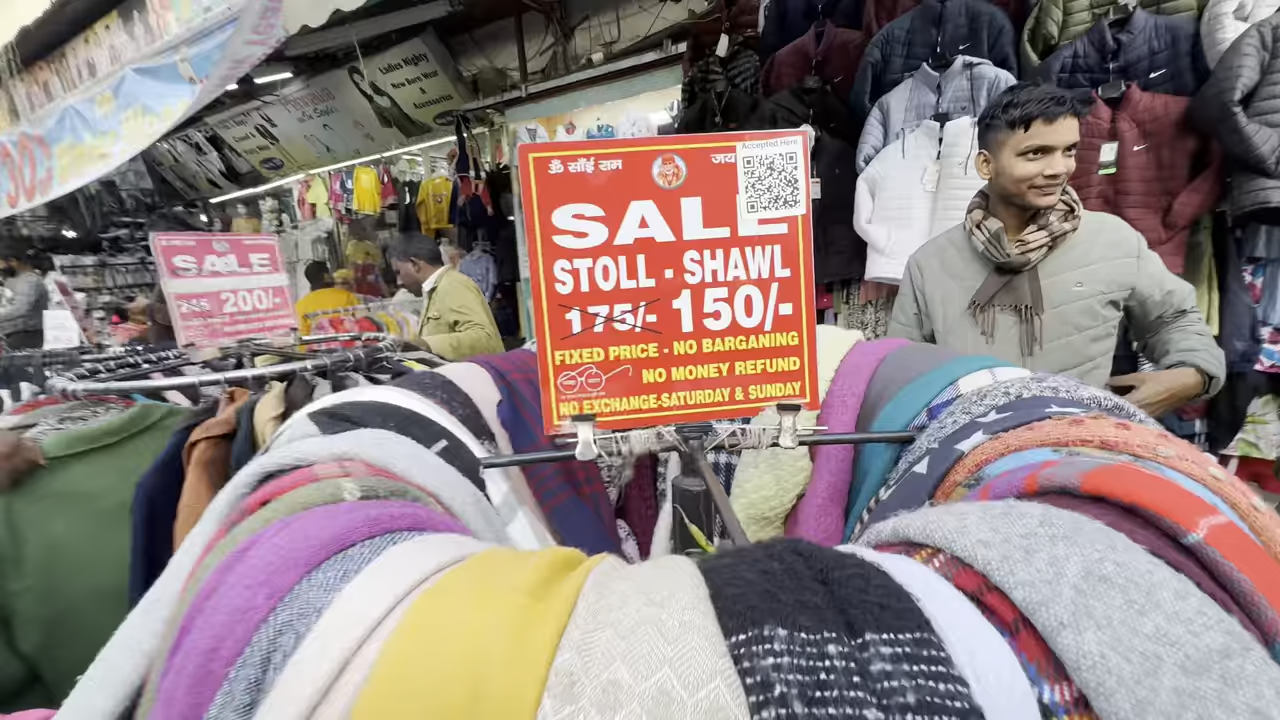 Ladies Nighty
New Born Wear
&
Accessories
ॐ साँई राम
जय
Accepted Here
SALE
STOLL - SHAWL
175/- 150/-
FIXED PRICE - NO BARGANING
NO MONEY REFUND
NO EXCHANGE-SATURDAY & SUNDAY
SALE
200/-